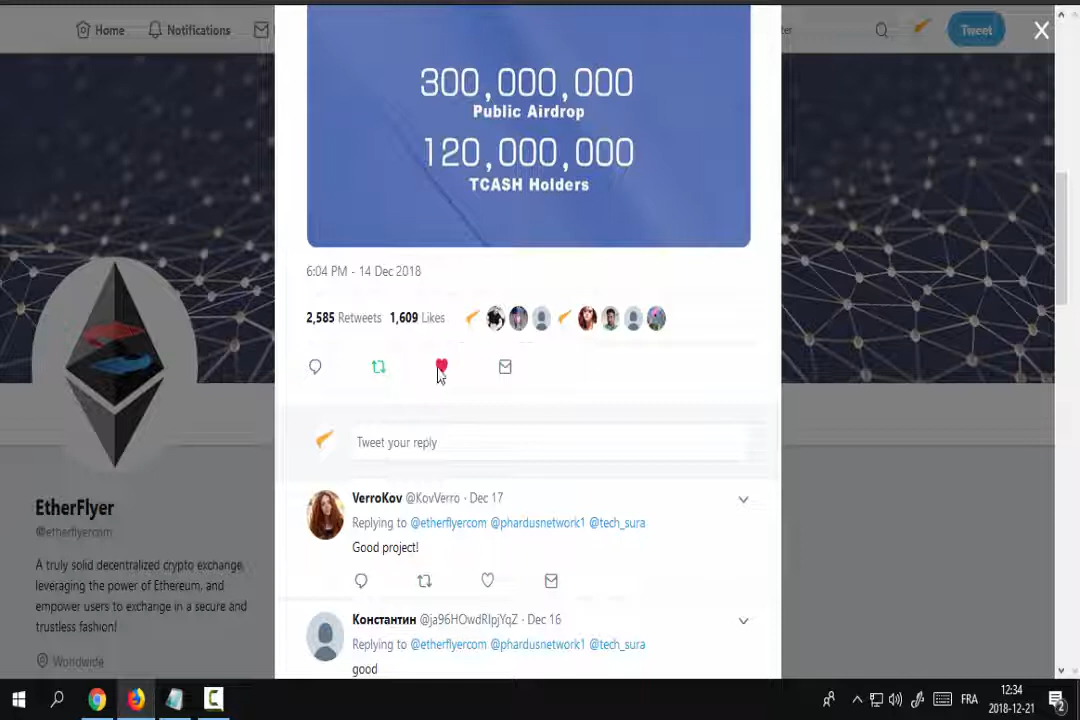 Home
Notifications
Tweet
300,000,000
Public Airdrop
120,000,000
TCASH Holders
6:04 PM - 14 Dec 2018
2,585 Retweets 1,609 Likes
Tweet your reply
VerroKov @KovVerro · Dec 17
Replying to @etherflyercom @phardusnetwork1 @tech_sura
Good project!
Константин @ja96HOwdRIpjYqZ · Dec 16
Replying to @etherflyercom @phardusnetwork1 @tech_sura
good
EtherFlyer
@etherflyercom
A truly solid decentralized crypto exchange,
leveraging the power of Ethereum, and
empower users to exchange in a secure and
trustless fashion!
Worldwide
FRA
12:34
2018-12-21
2